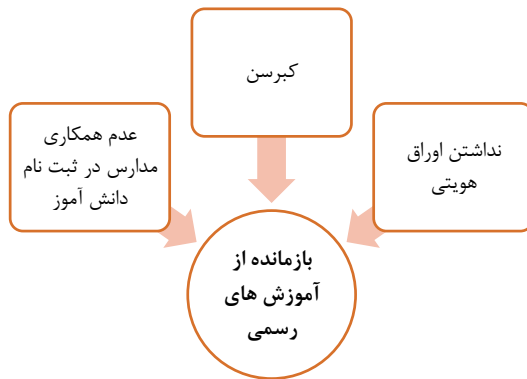 کبرسن
نداشتن اوراق
هویتی
عدم همکاری
مدارس در ثبت نام
دانش آموز
بازمانده از
آموزش های
رسمی